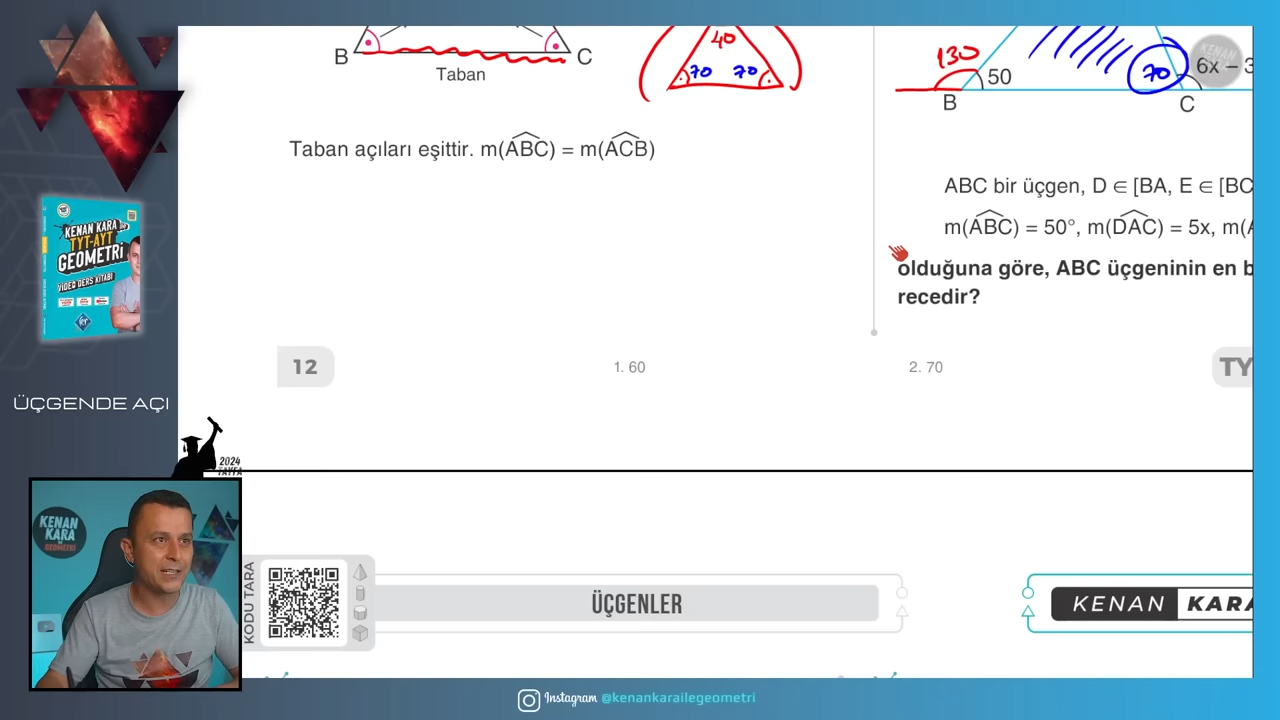 B
C
Taban
40
70 70
130
50
70
6x – 3
B
C
Taban açıları eşittir. m(ABC) = m(ACB)
ABC bir üçgen, D ∈ [BA, E ∈ [BC
m(ABC) = 50°, m(DAC) = 5x, m(A
olduğuna göre, ABC üçgeninin en b
recedir?
12
1. 60
2. 70
TY
KENAN KARA
TYT-AYT
GEOMETRİ
VİDEO DERS KİTABI
ÜÇGENDE AÇI
2024
TAYFA
KENAN
KARA
GEOMETRİ
KODU TARA
ÜÇGENLER
KENAN KARA
Instagram @kenankarailegeometri